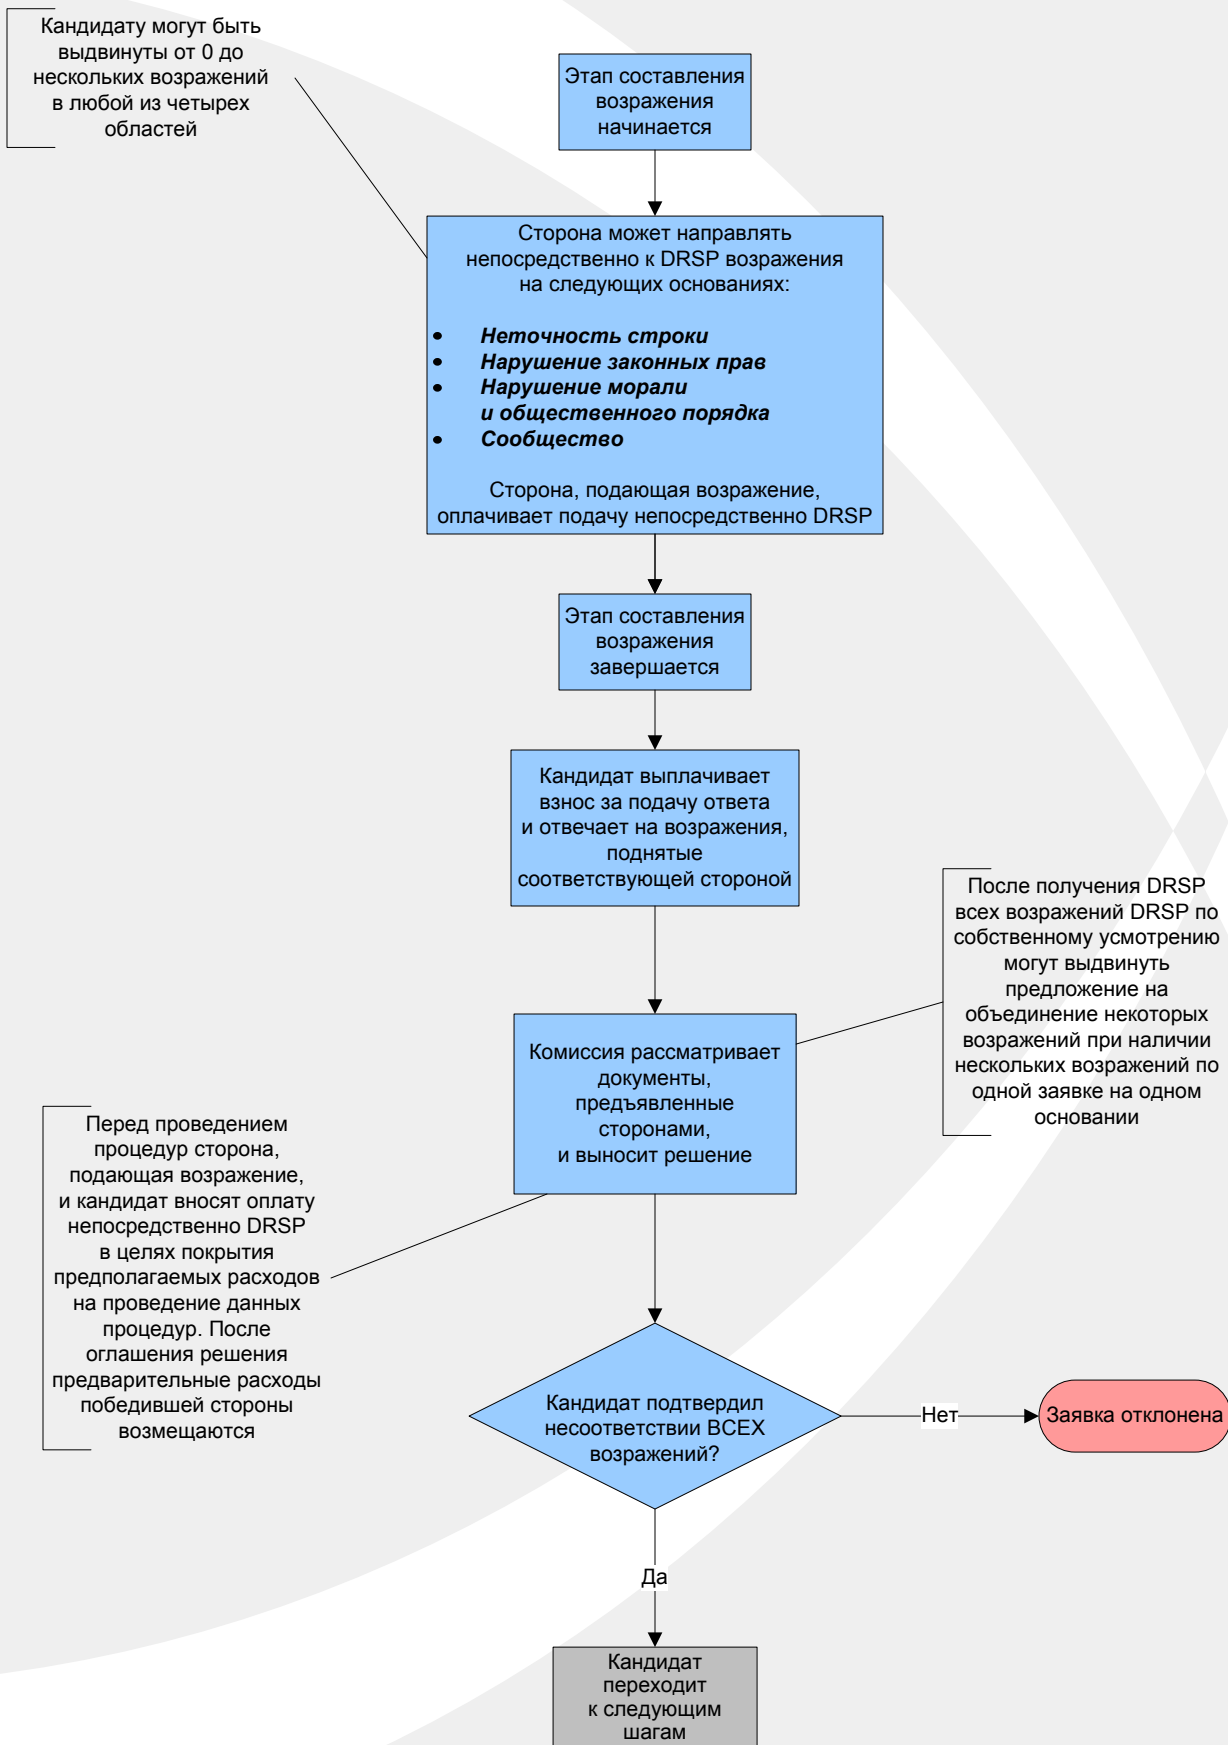 Кандидату могут быть
выдвинуты от 0 до
нескольких возражений
в любой из четырех
областей
Этап составления
возражения
начинается
Сторона может направлять
непосредственно к DRSP возражения
на следующих основаниях:
• Неточность строки
• Нарушение законных прав
• Нарушение морали
и общественного порядка
• Сообщество
Сторона, подающая возражение,
оплачивает подачу непосредственно DRSP
Этап составления
возражения
завершается
Кандидат выплачивает
взнос за подачу ответа
и отвечает на возражения,
поднятые
соответствующей стороной
После получения DRSP
всех возражений DRSP по
собственному усмотрению
могут выдвинуть
предложение на
объединение некоторых
возражений при наличии
нескольких возражений по
одной заявке на одном
основании
Комиссия рассматривает
документы,
предъявленные
сторонами,
и выносит решение
Перед проведением
процедур сторона,
подающая возражение,
и кандидат вносят оплату
непосредственно DRSP
в целях покрытия
предполагаемых расходов
на проведение данных
процедур. После
оглашения решения
предварительные расходы
победившей стороны
возмещаются
Кандидат подтвердил
несоответствии ВСЕХ
возражений?
Нет
Заявка отклонена
Да
Кандидат
переходит
к следующим
шагам